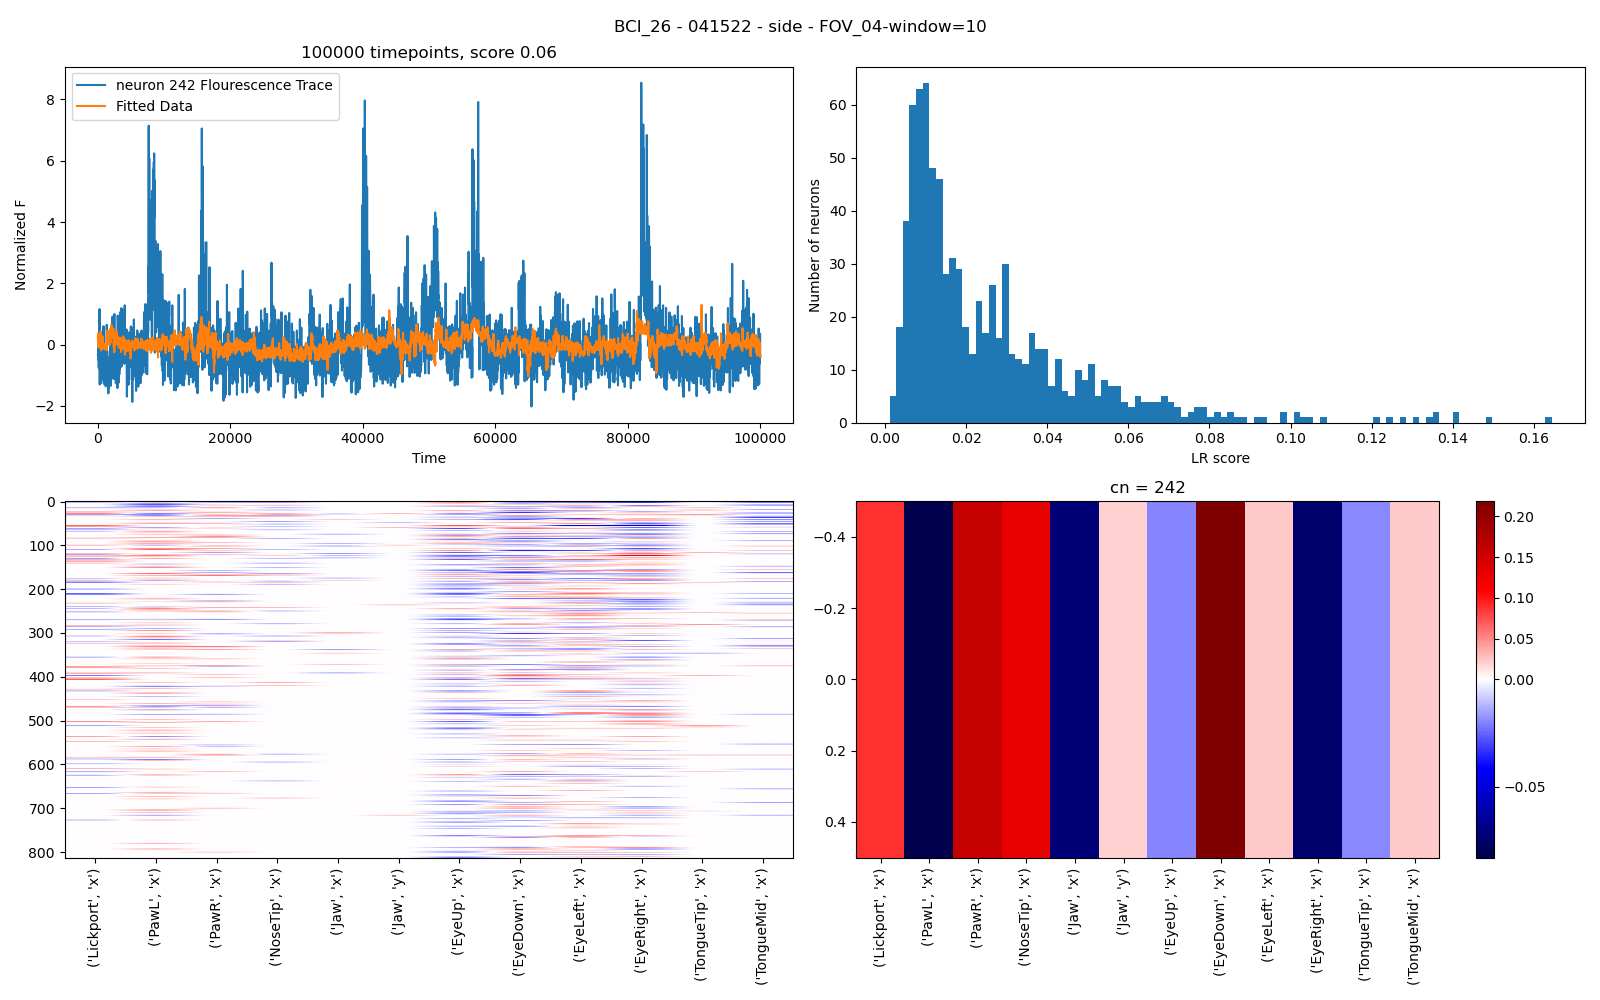 BCI_26 - 041522 - side - FOV_04-window=10
100000 timepoints, score 0.06
neuron 242 Flourescence Trace
Fitted Data
Normalized F
8
6
4
2
0
−2
0
20000
40000
60000
80000
100000
Time
Number of neurons
60
50
40
30
20
10
0
0.00
0.02
0.04
0.06
0.08
0.10
0.12
0.14
0.16
LR score
0
100
200
300
400
500
600
700
800
('Lickport', 'x')
('PawL', 'x')
('PawR', 'x')
('NoseTip', 'x')
('Jaw', 'x')
('Jaw', 'y')
('EyeUp', 'x')
('EyeDown', 'x')
('EyeLeft', 'x')
('EyeRight', 'x')
('TongueTip', 'x')
('TongueMid', 'x')
cn = 242
−0.4
−0.2
0.0
0.2
0.4
('Lickport', 'x')
('PawL', 'x')
('PawR', 'x')
('NoseTip', 'x')
('Jaw', 'x')
('Jaw', 'y')
('EyeUp', 'x')
('EyeDown', 'x')
('EyeLeft', 'x')
('EyeRight', 'x')
('TongueTip', 'x')
('TongueMid', 'x')
0.20
0.15
0.10
0.05
0.00
−0.05